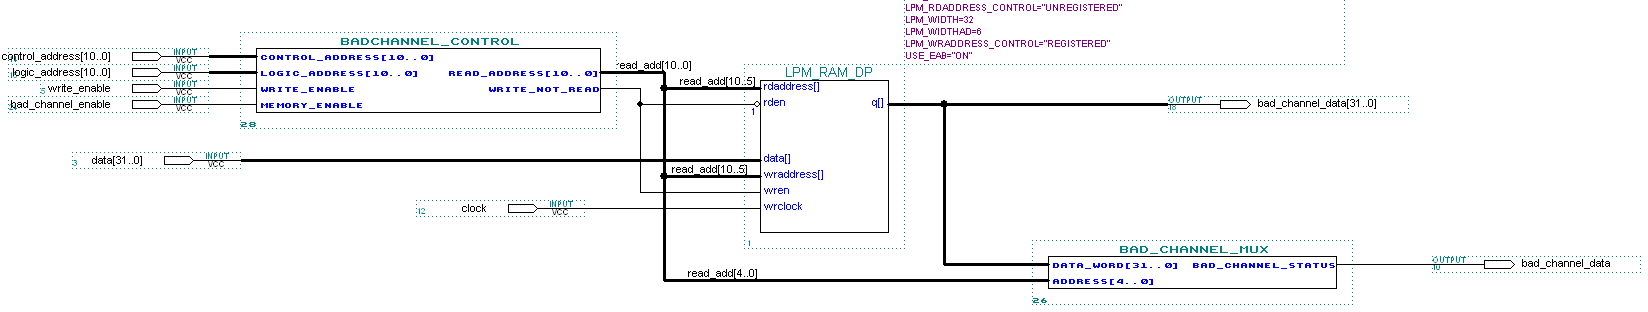 LPM_RDADDRESS_CONTROL="UNREGISTERED"
LPM_WIDTH=32
LPM_WIDTHAD=6
LPM_WRADDRESS_CONTROL="REGISTERED"
USE_EAB="ON"
BADCHANNEL_CONTROL
control_address[10..0]
INPUT
VCC
CONTROL_ADDRESS[10..0]
logic_address[10..0]
INPUT
VCC
LOGIC_ADDRESS[10..0]
READ_ADDRESS[10..0]
read_add[10..0]
write_enable
INPUT
VCC
WRITE_ENABLE
WRITE_NOT_READ
bad_channel_enable
INPUT
VCC
MEMORY_ENABLE
28
LPM_RAM_DP
read_add[10..5]
rdaddress[]
rden
1
q[]
OUTPUT
bad_channel_data[31..0]
3
data[31..0]
INPUT
VCC
data[]
read_add[10..5]
wraddress[]
wren
12
clock
INPUT
VCC
wrclock
1
BAD_CHANNEL_MUX
read_add[4..0]
DATA_WORD[31..0]
BAD_CHANNEL_STATUS
ADDRESS[4..0]
OUTPUT
bad_channel_data
26